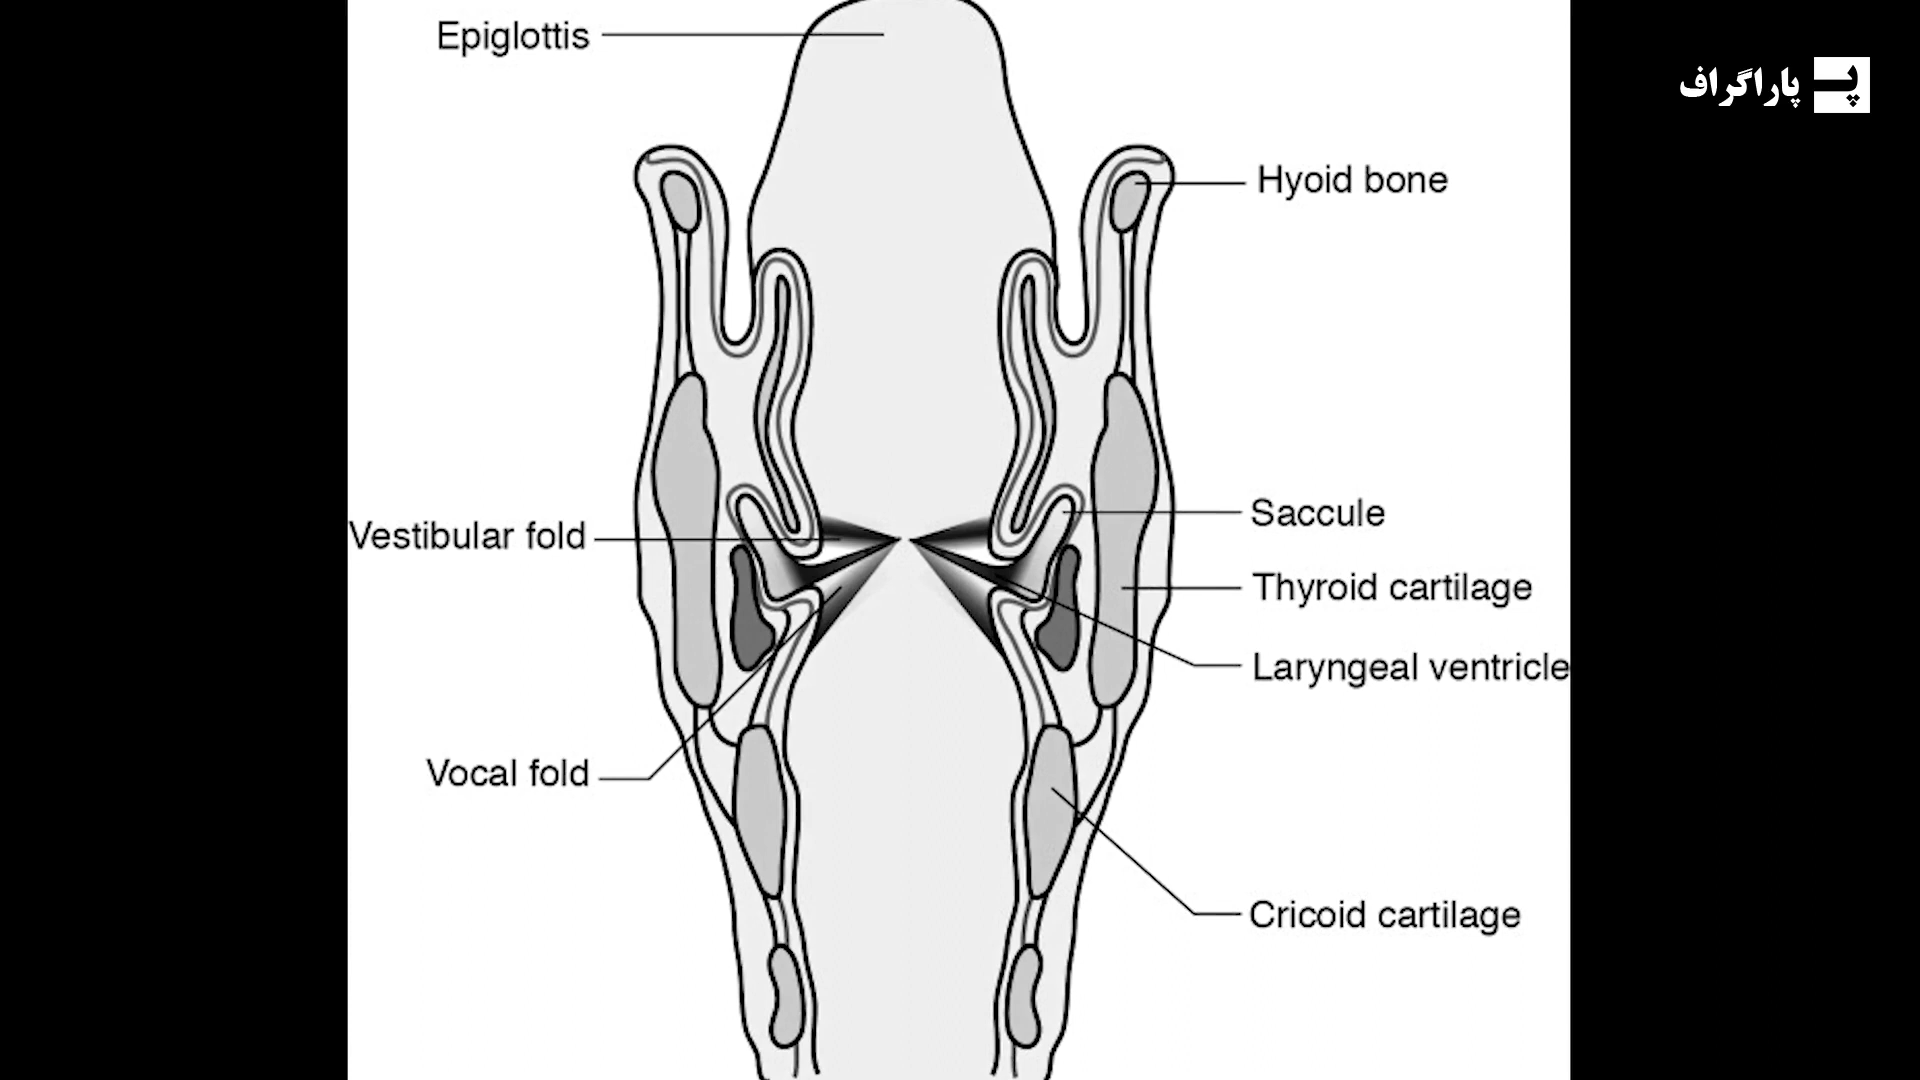 Epiglottis
پاراگراف
پ
Hyoid bone
Saccule
Vestibular fold
Thyroid cartilage
Laryngeal ventricle
Vocal fold
Cricoid cartilage